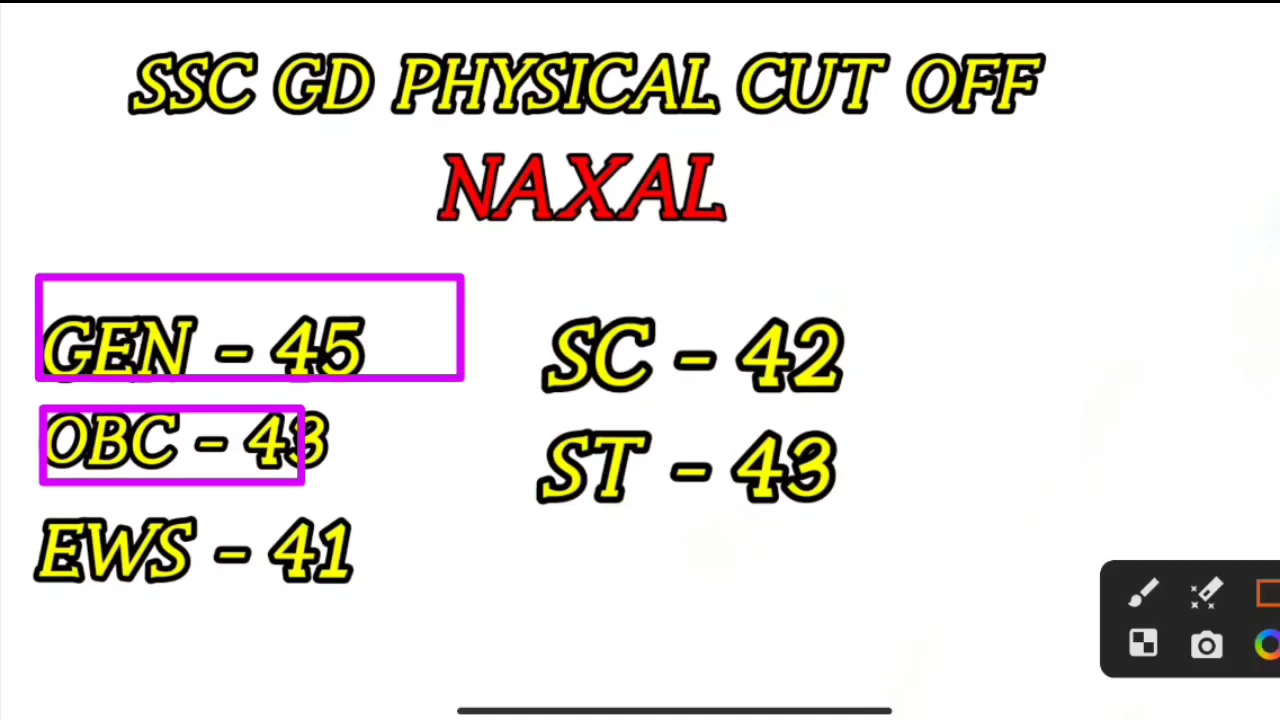 SSC GD PHYSICAL CUT OFF
NAXAL
GEN - 45
OBC - 43
EWS - 41
SC - 42
ST - 43